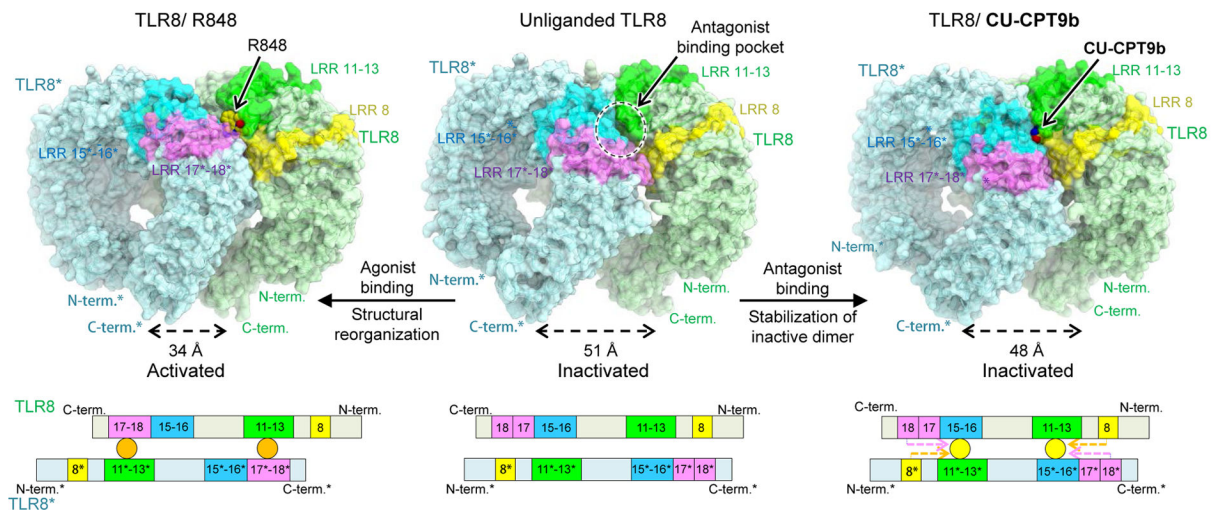 TLR8/ R848
R848
TLR8*
LRR 11-13
LRR 8
TLR8
LRR 15*-16*
LRR 17*-18*
N-term.*
C-term.*
N-term.
C-term.
34 Å
Activated
Agonist
binding
Structural
reorganization
Unliganded TLR8
Antagonist
binding pocket
TLR8*
LRR 11-13
LRR 8
TLR8
LRR 15*-16*
LRR 17*-18*
N-term.*
C-term.*
N-term.
C-term.
51 Å
Inactivated
Antagonist
binding
Stabilization of
inactive dimer
TLR8/ CU-CPT9b
CU-CPT9b
TLR8*
LRR 11-13
LRR 8
TLR8
LRR 15*-16*
LRR 17*-18*
N-term.*
C-term.*
N-term.
C-term.
48 Å
Inactivated
TLR8
C-term. N-term.
17-18 15-16 11-13 8
8* 11*-13* 15*-16* 17*-18*
N-term.* C-term.*
TLR8*
C-term. N-term.
18 17 15-16 11-13 8
8* 11*-13* 15*-16* 17* 18*
N-term.* C-term.*
C-term. N-term.
18 17 15-16 11-13 8
8* 11*-13* 15*-16* 17* 18*
N-term.* C-term.*